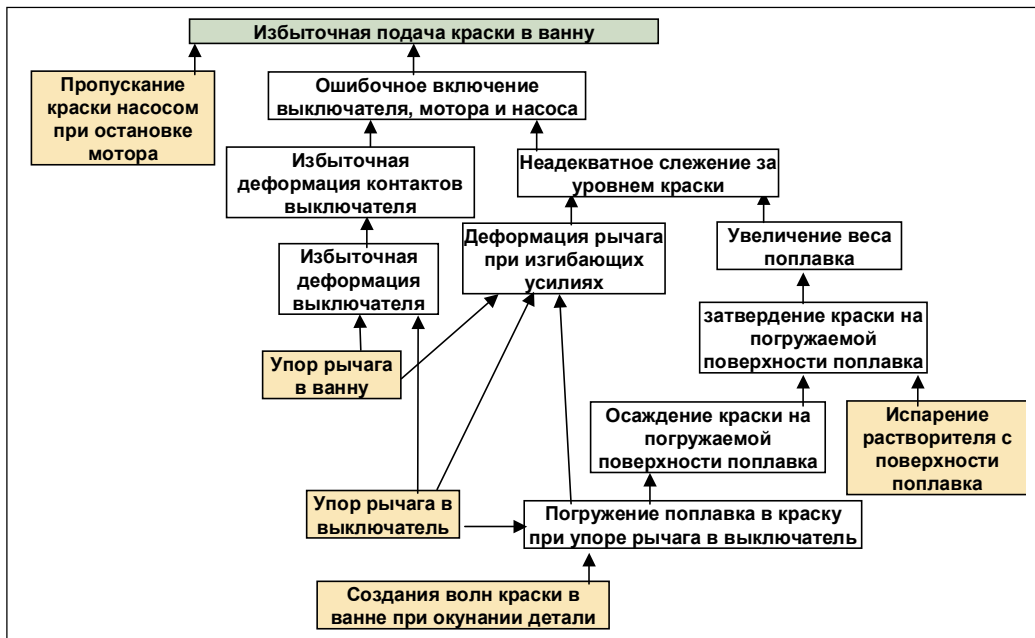 Избыточная подача краски в ванну
Пропускание
краски насосом
при остановке
мотора
Ошибочное включение
выключателя, мотора и насоса
Избыточная
деформация контактов
выключателя
Неадекватное слежение за
уровнем краски
Избыточная
деформация
выключателя
Деформация рычага
при изгибающих
усилиях
Увеличение веса
поплавка
затвердение краски на
погружаемой
поверхности поплавка
Упор рычага
в ванну
Осаждение краски на
погружаемой
поверхности поплавка
Испарение
растворителя с
поверхности
поплавка
Упор рычага в
выключатель
Погружение поплавка в краску
при упоре рычага в выключатель
Создания волн краски в
ванне при окунании детали